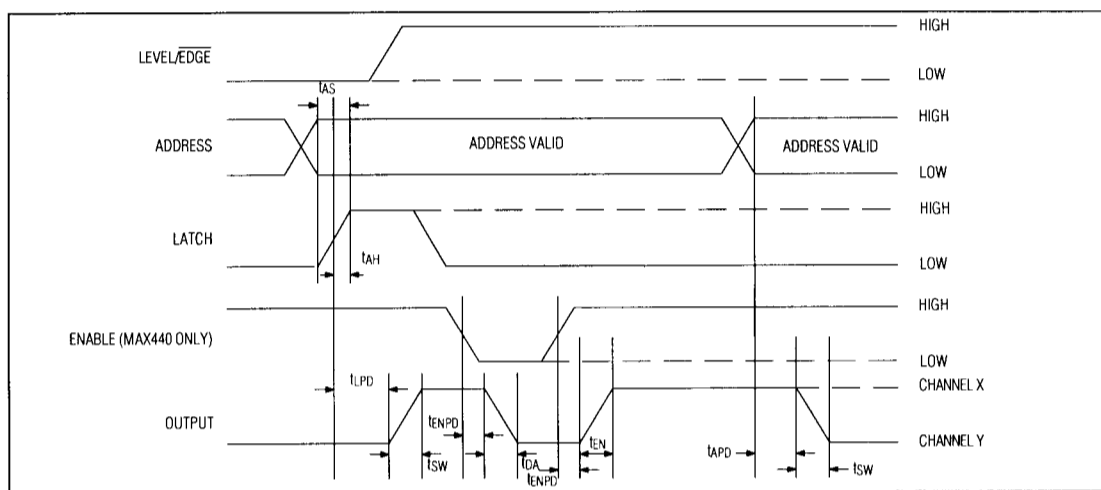 LEVEL/EDGE
HIGH
LOW
tAS
ADDRESS
ADDRESS VALID
ADDRESS VALID
HIGH
LOW
LATCH
tAH
HIGH
LOW
ENABLE (MAX440 ONLY)
HIGH
LOW
OUTPUT
tLPD
tSW
tENPD
tDA
tENPD
tEN
tAPD
tSW
CHANNEL X
CHANNEL Y